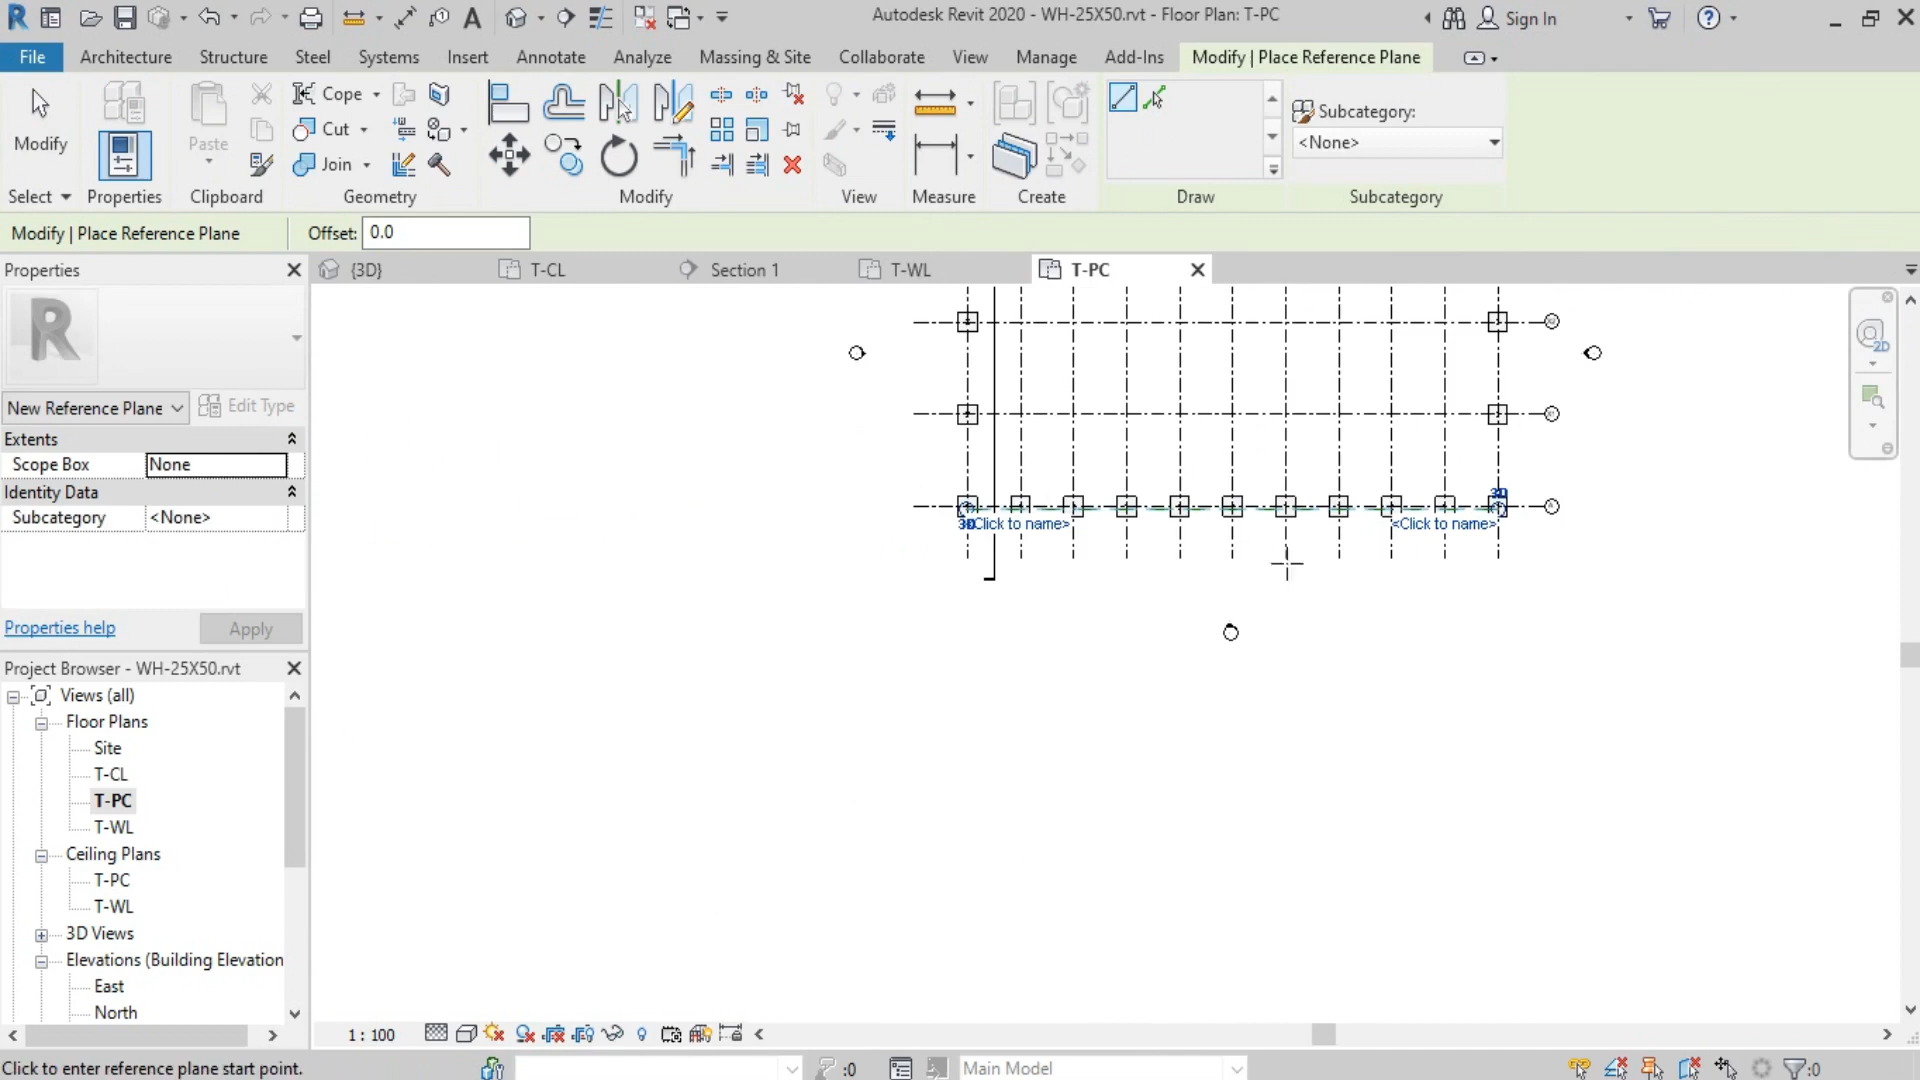 Autodesk Revit 2020 - WH-25X50.rvt - Floor Plan: T-PC
Sign In
File
Architecture
Structure
Steel
Systems
Insert
Annotate
Analyze
Massing & Site
Collaborate
View
Manage
Add-Ins
Modify | Place Reference Plane
Modify
Paste
Cope
Cut
Join
Subcategory:
<None>
Select
Properties
Clipboard
Geometry
Modify
View
Measure
Create
Draw
Subcategory
Modify | Place Reference Plane
Offset: 0.0
Properties
{3D}
T-CL
Section 1
T-WL
T-PC
2D
New Reference Plane
Edit Type
Extents
Scope Box
None
Identity Data
Subcategory
<None>
3D
3D
<Click to name>
<Click to name>
Properties help
Apply
Project Browser - WH-25X50.rvt
Views (all)
Floor Plans
Site
T-CL
T-PC
T-WL
Ceiling Plans
T-PC
T-WL
3D Views
Elevations (Building Elevation
East
North
1 : 100
Click to enter reference plane start point.
:0
Main Model
:0